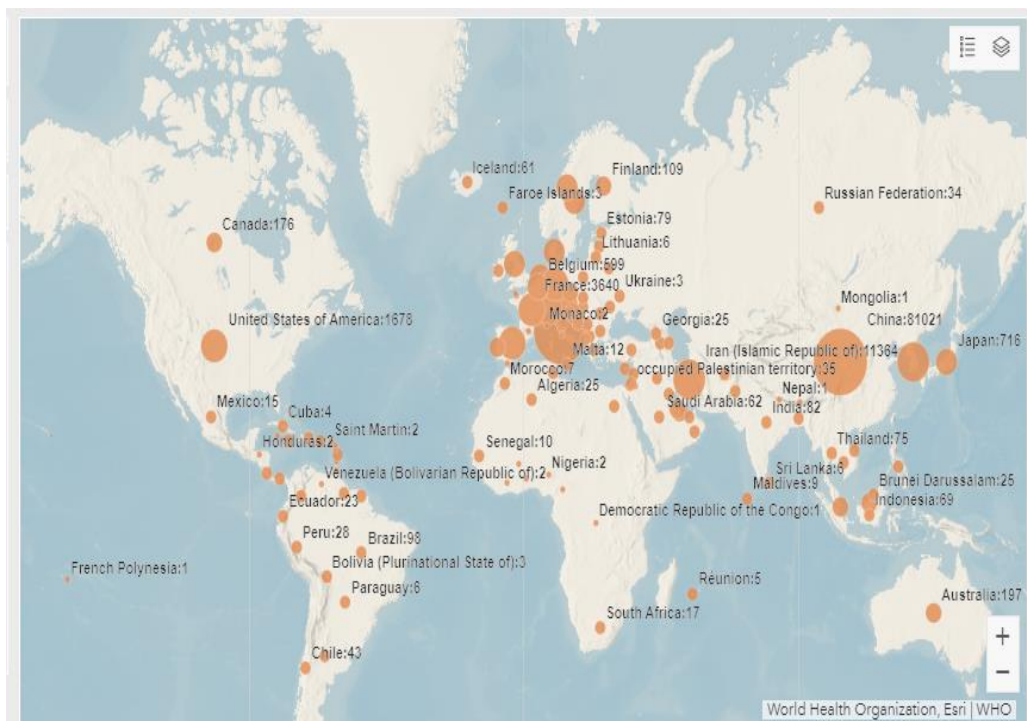 Iceland:61
Finland:109
Faroe Islands:3
Russian Federation:34
Canada:176
Estonia:79
Lithuania:6
Belgium:599
France:3640
Ukraine:3
Mongolia:1
United States of America:1678
Monaco:2
Georgia:25
China:81021
Japan:716
Malta:12
Iran (Islamic Republic of):11364
Morocco:7
occupied Palestinian territory:35
Algeria:25
Nepal:1
Mexico:15
Saudi Arabia:62
India:82
Cuba:4
Saint Martin:2
Honduras:2
Senegal:10
Thailand:75
Venezuela (Bolivarian Republic of):2
Nigeria:2
Sri Lanka:6
Maldives:9
Brunei Darussalam:25
Ecuador:23
Indonesia:69
Democratic Republic of the Congo:1
Peru:28
Brazil:98
Bolivia (Plurinational State of):3
French Polynesia:1
Réunion:5
Paraguay:6
Australia:197
South Africa:17
Chile:43
+
−
World Health Organization, Esri | WHO